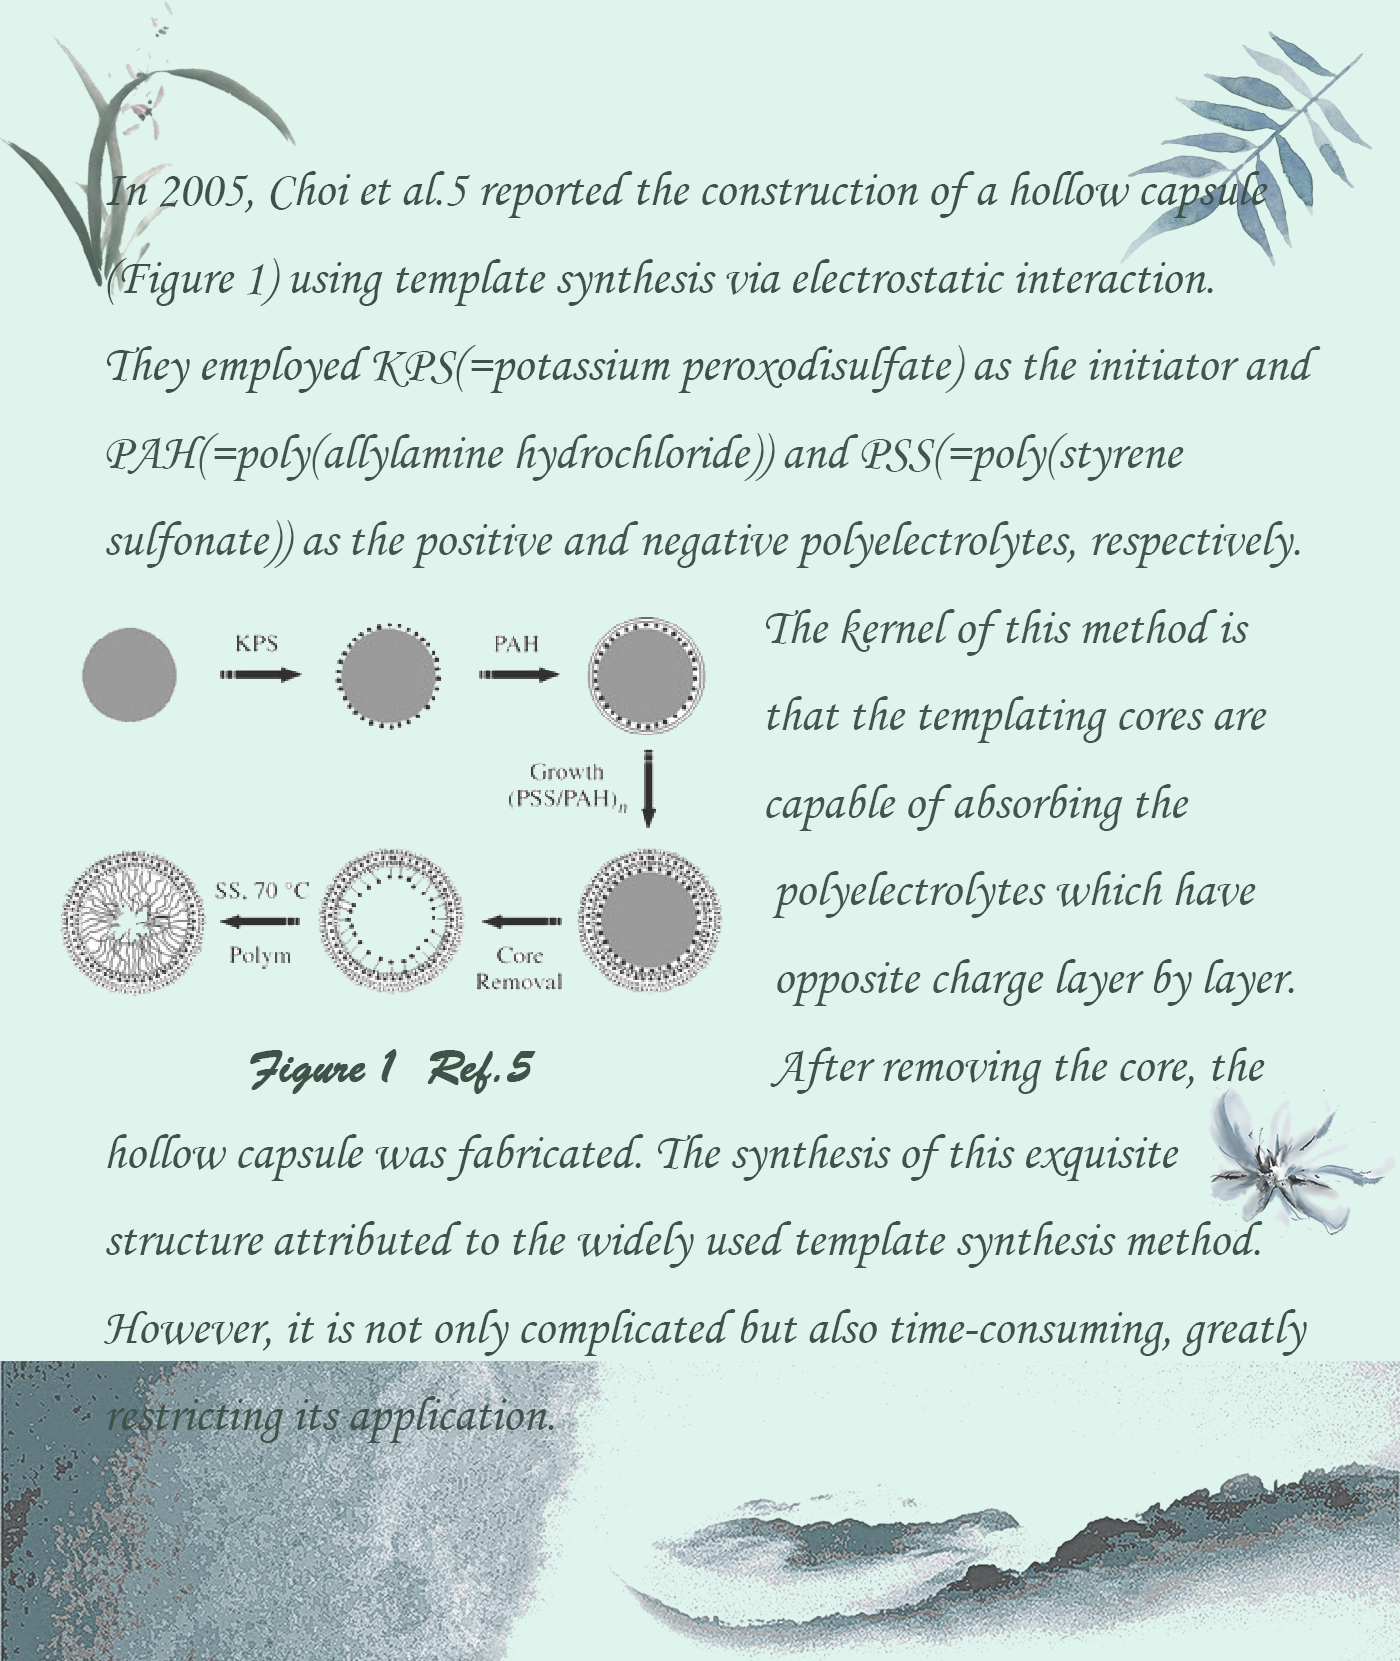 In 2005, Choi et al.5 reported the construction of a hollow capsule
(Figure 1) using template synthesis via electrostatic interaction.
They employed KPS(=potassium peroxodisulfate) as the initiator and
PAH(=poly(allylamine hydrochloride)) and PSS(=poly(styrene
sulfonate)) as the positive and negative polyelectrolytes, respectively.
KPS
PAH
Growth
(PSS/PAH)n
SS, 70 °C
Polym
Core
Removal
Figure 1 Ref.5
The kernel of this method is
that the templating cores are
capable of absorbing the
polyelectrolytes which have
opposite charge layer by layer.
After removing the core, the
hollow capsule was fabricated. The synthesis of this exquisite
structure attributed to the widely used template synthesis method.
However, it is not only complicated but also time-consuming, greatly
restricting its application.